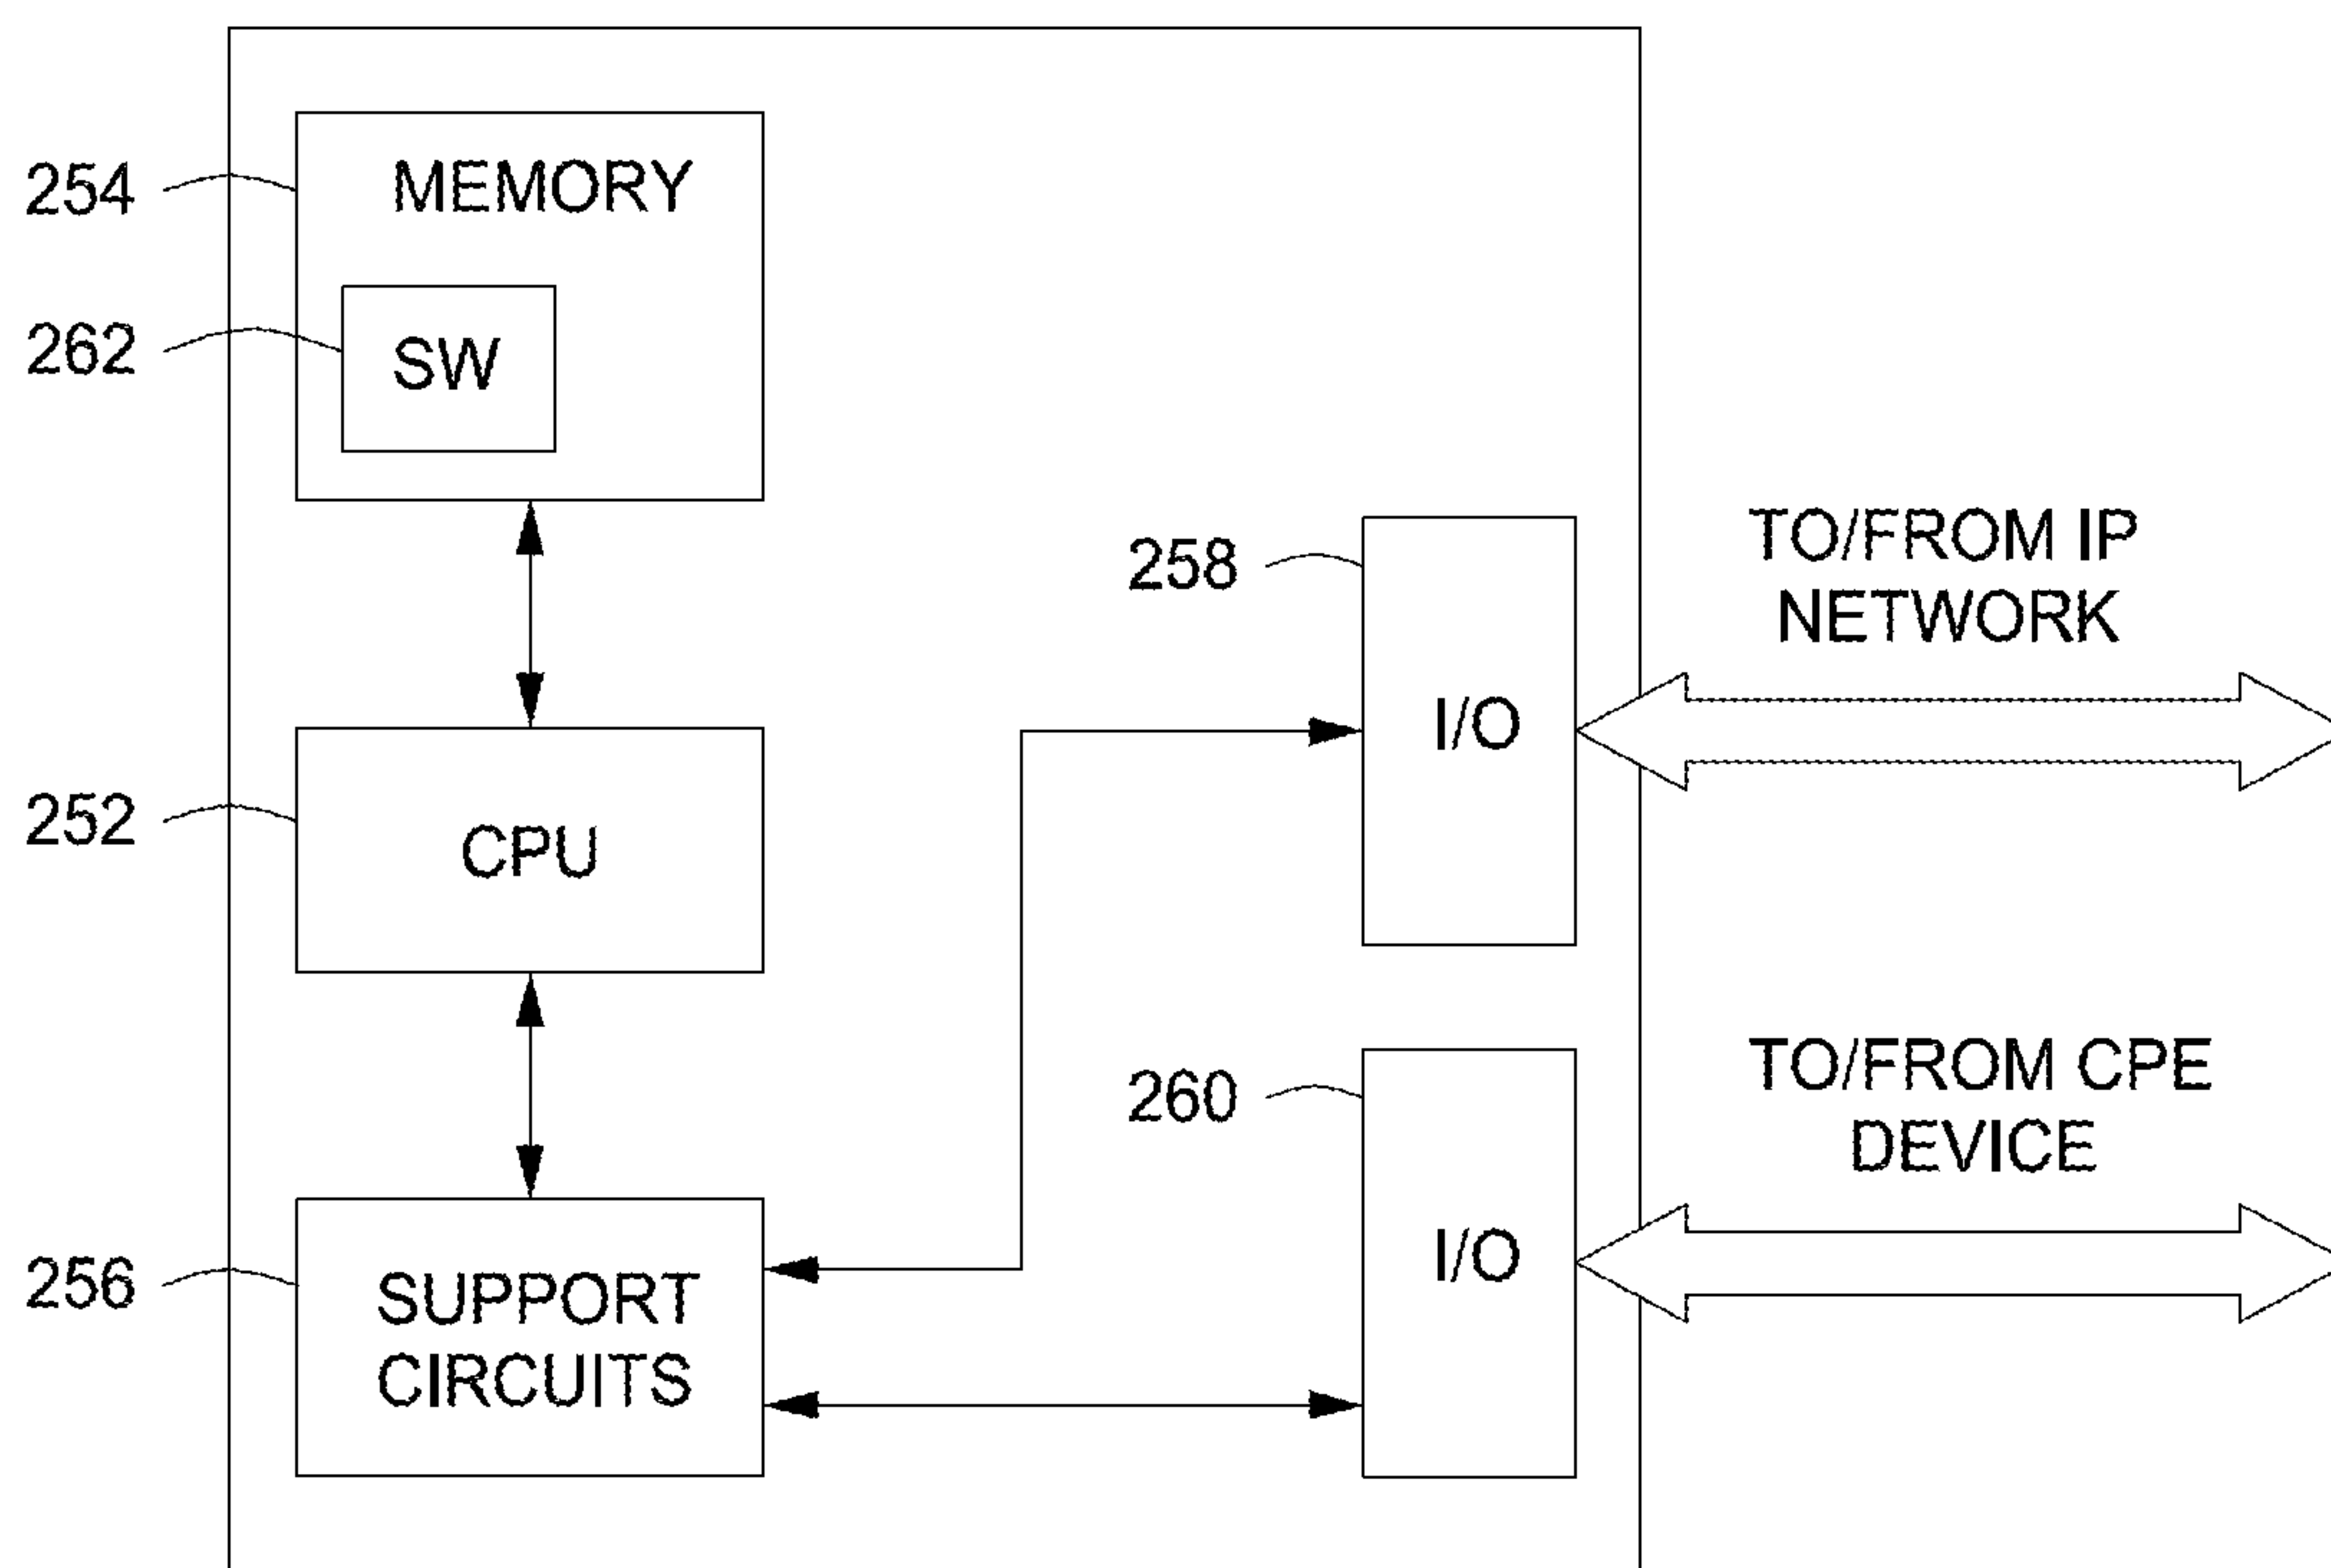 254
MEMORY
262
SW
258
TO/FROM IP
NETWORK
I/O
252
CPU
260
TO/FROM CPE
DEVICE
I/O
256
SUPPORT
CIRCUITS